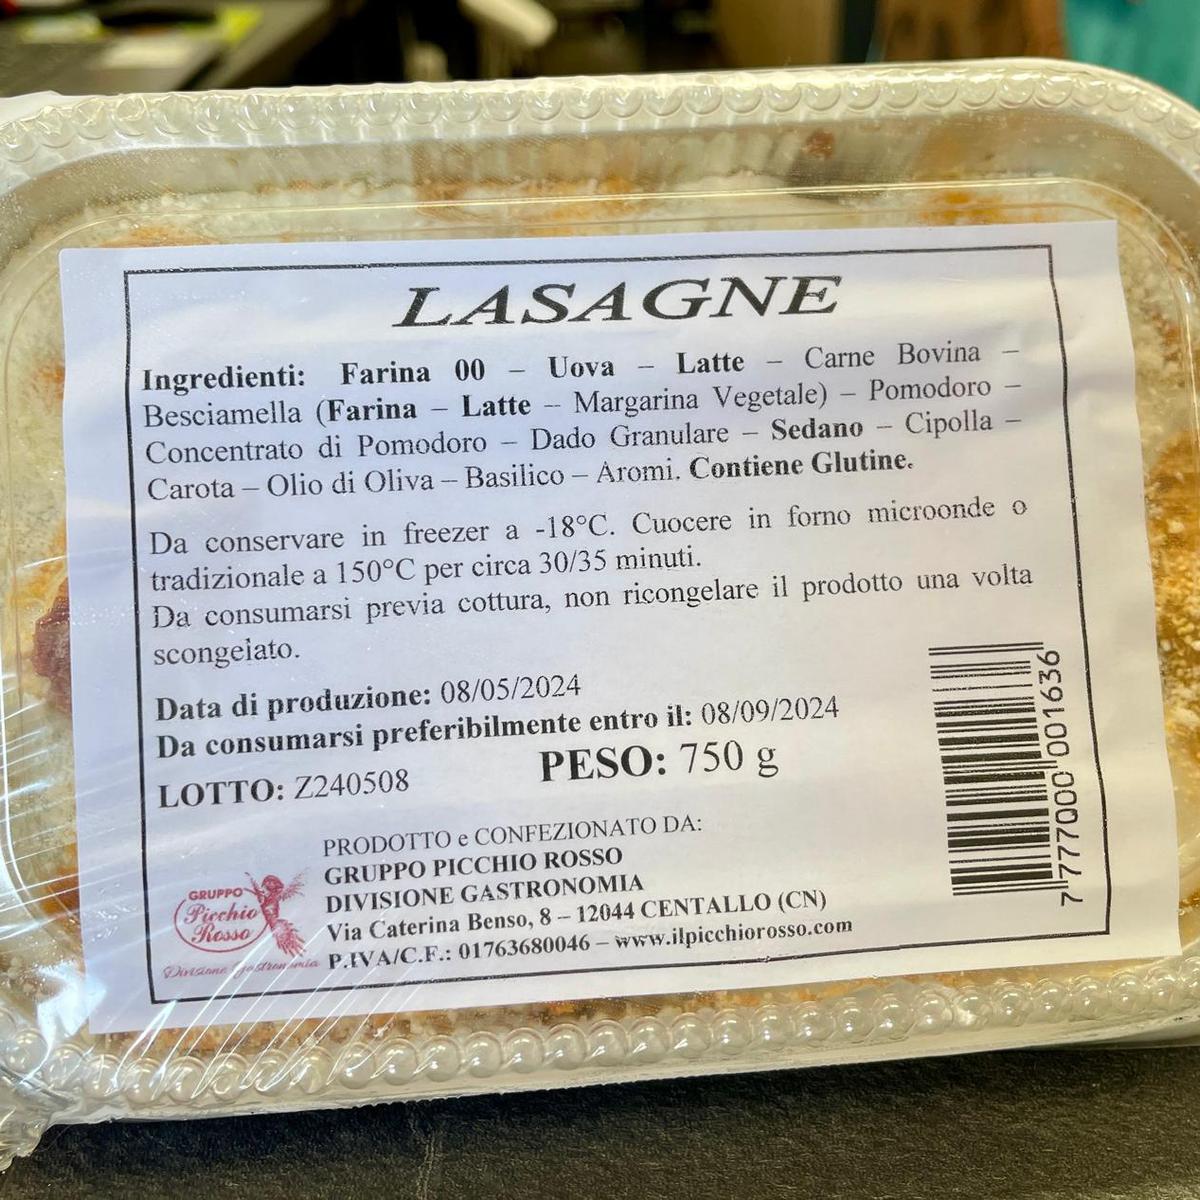 LASAGNE
Ingredienti: Farina 00 – Uova – Latte – Carne Bovina –
Besciamella (Farina – Latte – Margarina Vegetale) – Pomodoro –
Concentrato di Pomodoro – Dado Granulare – Sedano – Cipolla –
Carota – Olio di Oliva – Basilico – Aromi. Contiene Glutine.
Da conservare in freezer a -18°C. Cuocere in forno microonde o
tradizionale a 150°C per circa 30/35 minuti.
Da consumarsi previa cottura, non ricongelare il prodotto una volta
scongelato.
Data di produzione: 08/05/2024
Da consumarsi preferibilmente entro il: 08/09/2024
LOTTO: Z240508
PESO: 750 g
PRODOTTO e CONFEZIONATO DA:
GRUPPO PICCHIO ROSSO
DIVISIONE GASTRONOMIA
Via Caterina Benso, 8 – 12044 CENTALLO (CN)
P.IVA/C.F.: 01763680046 – www.ilpicchiorosso.com
GRUPPO
Picchio
Rosso
Divisione Gastronomia
7 777000 001636